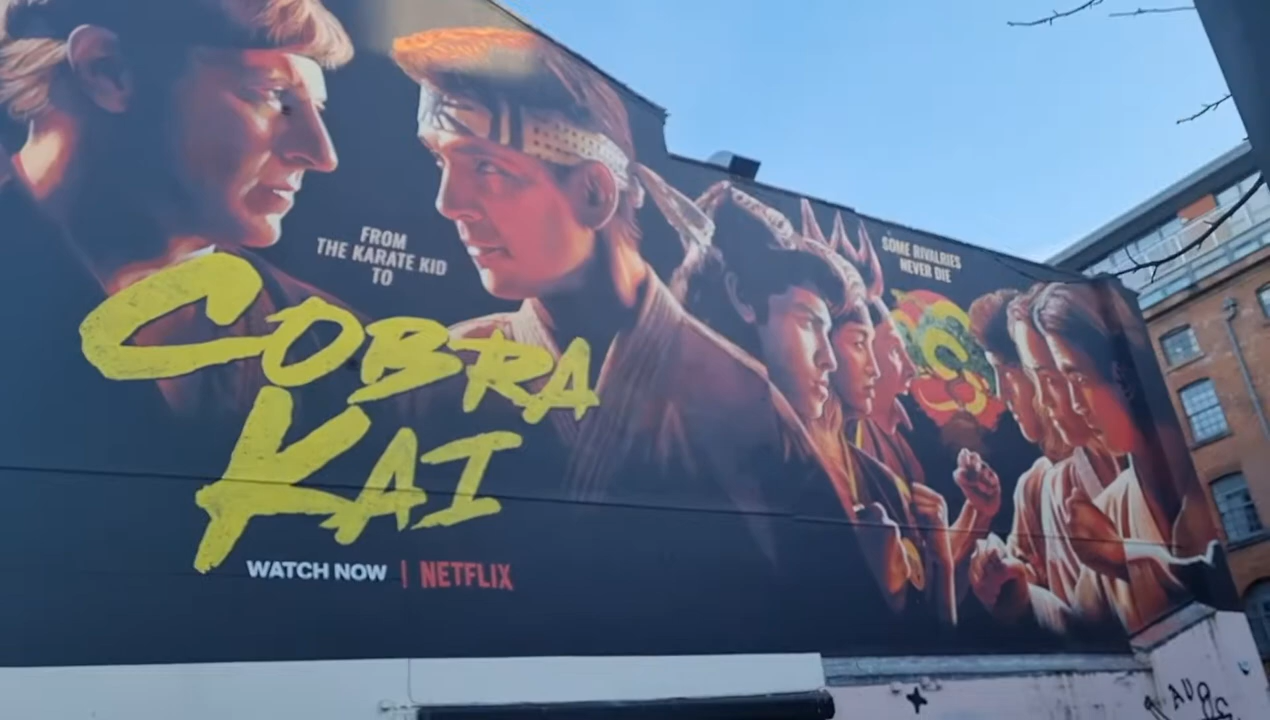 FROM
THE KARATE KID
TO
COBRA
KAI
WATCH NOW | NETFLIX
SOME RIVALRIES
NEVER DIE